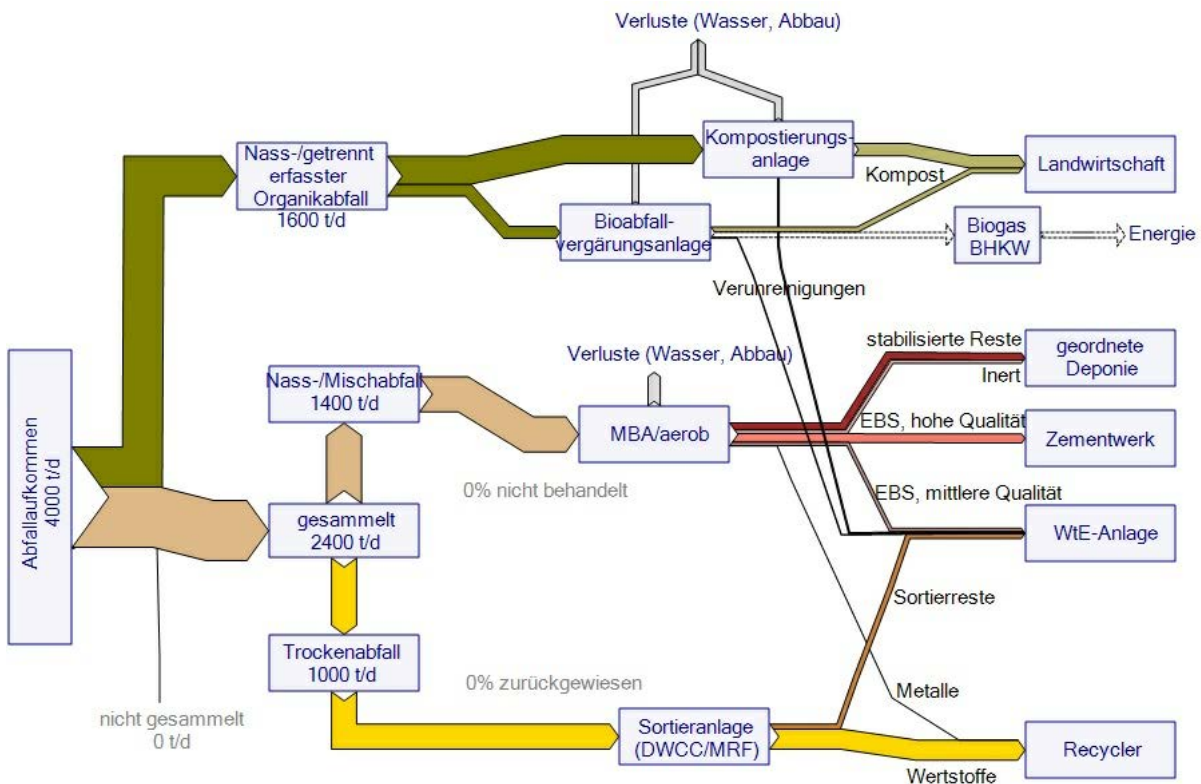 Verluste (Wasser, Abbau)
Nass-/getrennt
erfasster
Organikabfall
1600 t/d
Kompostierungs-
anlage
Kompost
Landwirtschaft
Bioabfall-
vergärungsanlage
Biogas
BHKW
Energie
Verunreinigungen
Abfallaufkommen
4000 t/d
Nass-/Mischabfall
1400 t/d
Verluste (Wasser, Abbau)
MBA/aerob
stabilisierte Reste
Inert
geordnete
Deponie
EBS, hohe Qualität
Zementwerk
0% nicht behandelt
EBS, mittlere Qualität
gesammelt
2400 t/d
WtE-Anlage
Sortierreste
Trockenabfall
1000 t/d
0% zurückgewiesen
Metalle
nicht gesammelt
0 t/d
Sortieranlage
(DWCC/MRF)
Wertstoffe
Recycler